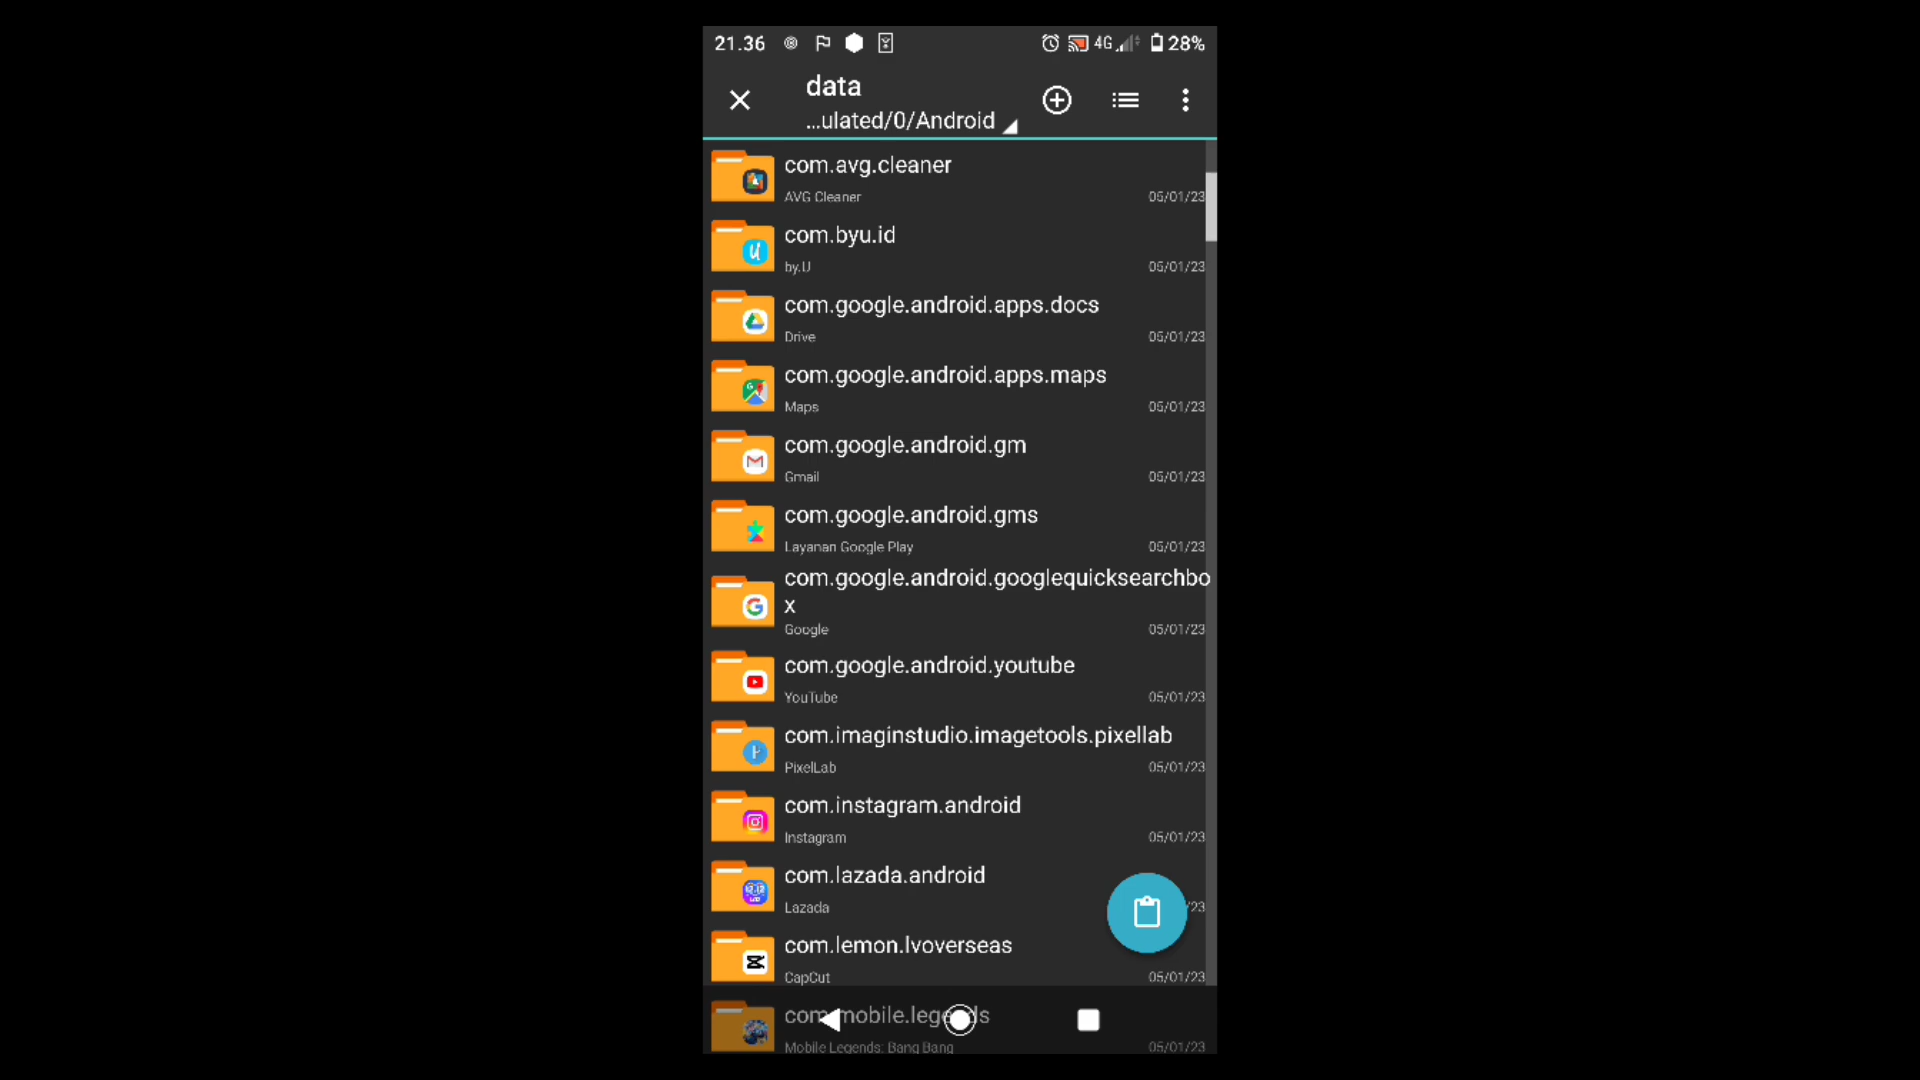 21.36 4G 28%
data
...ulated/0/Android
com.avg.cleaner
AVG Cleaner 05/01/23
com.byu.id
by.U 05/01/23
com.google.android.apps.docs
Drive 05/01/23
com.google.android.apps.maps
Maps 05/01/23
com.google.android.gm
Gmail 05/01/23
com.google.android.gms
Layanan Google Play 05/01/23
com.google.android.googlequicksearchbo
x
Google 05/01/23
com.google.android.youtube
YouTube 05/01/23
com.imaginstudio.imagetools.pixellab
PixelLab 05/01/23
com.instagram.android
Instagram 05/01/23
com.lazada.android
Lazada /23
com.lemon.lvoverseas
CapCut 05/01/23
com.mobile.legends
Mobile Legends: Bang Bang 05/01/23